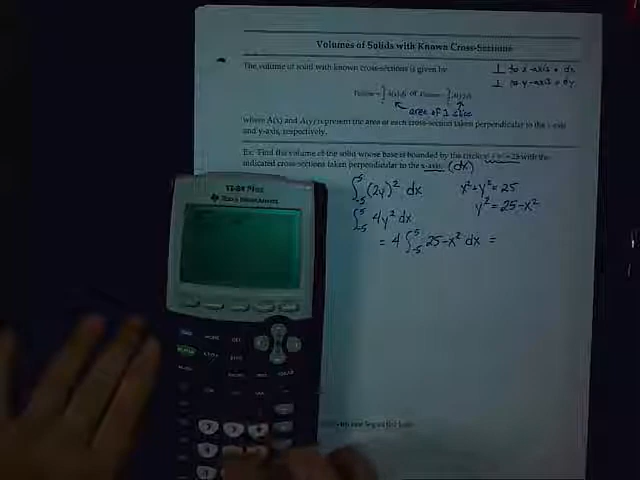 Volumes of Solids with Known Cross-Sections
The volume of solid with known cross-sections is given by
⊥ to x-axis = dx
⊥ to y-axis = dy
area of 1 slice
where A(x) and A(y) represent the area of each cross-section taken perpendicular to the x-axis
and y-axis, respectively.
Ex: Find the volume of the solid whose base is bounded by the circle x² + y² = 25 with the
indicated cross-sections taken perpendicular to the x-axis. (dx)
∫₋₅⁵ (2y)² dx
x²+y² = 25
y² = 25-x²
∫₋₅⁵ 4y² dx
= 4 ∫₋₅⁵ 25-x² dx =
TI-84 Plus
Texas Instruments